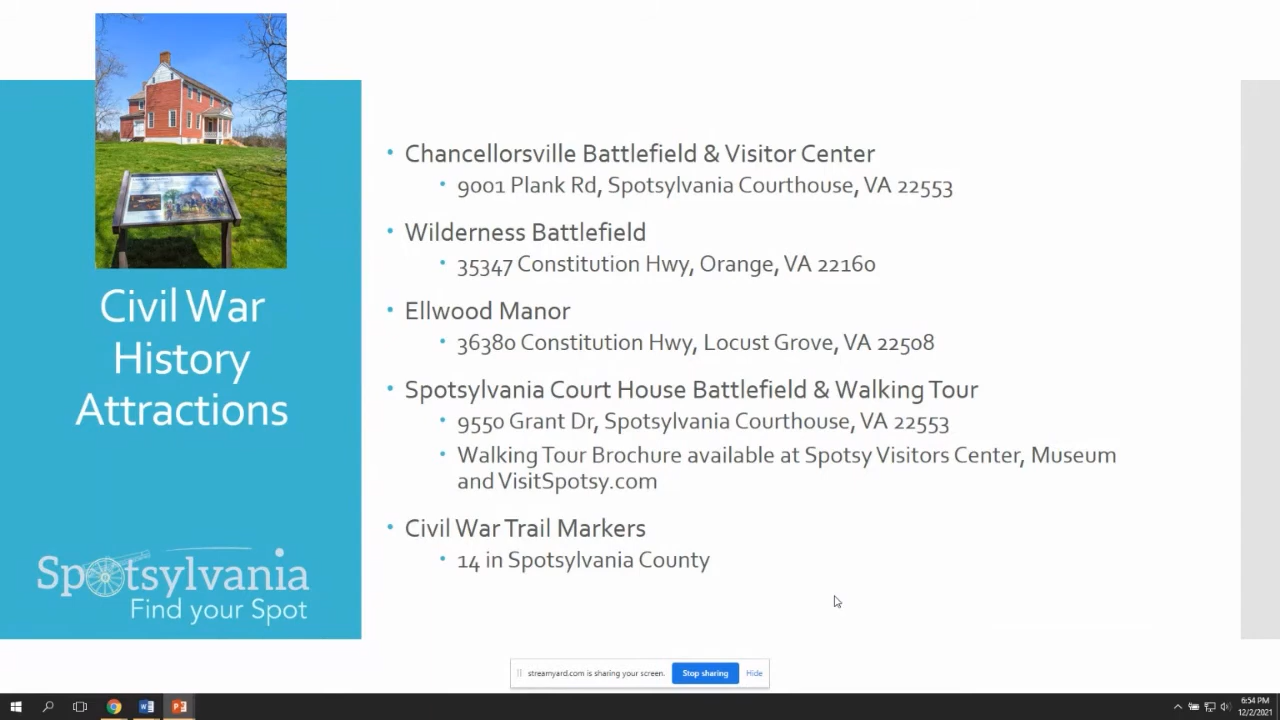 Civil War
History
Attractions
Spotsylvania
Find your Spot
• Chancellorsville Battlefield & Visitor Center
• 9001 Plank Rd, Spotsylvania Courthouse, VA 22553
• Wilderness Battlefield
• 35347 Constitution Hwy, Orange, VA 22160
• Ellwood Manor
• 36380 Constitution Hwy, Locust Grove, VA 22508
• Spotsylvania Court House Battlefield & Walking Tour
• 9550 Grant Dr, Spotsylvania Courthouse, VA 22553
• Walking Tour Brochure available at Spotsy Visitors Center, Museum
and VisitSpotsy.com
• Civil War Trail Markers
• 14 in Spotsylvania County
streamyard.com is sharing your screen. Stop sharing Hide
6:54 PM
12/2/2021